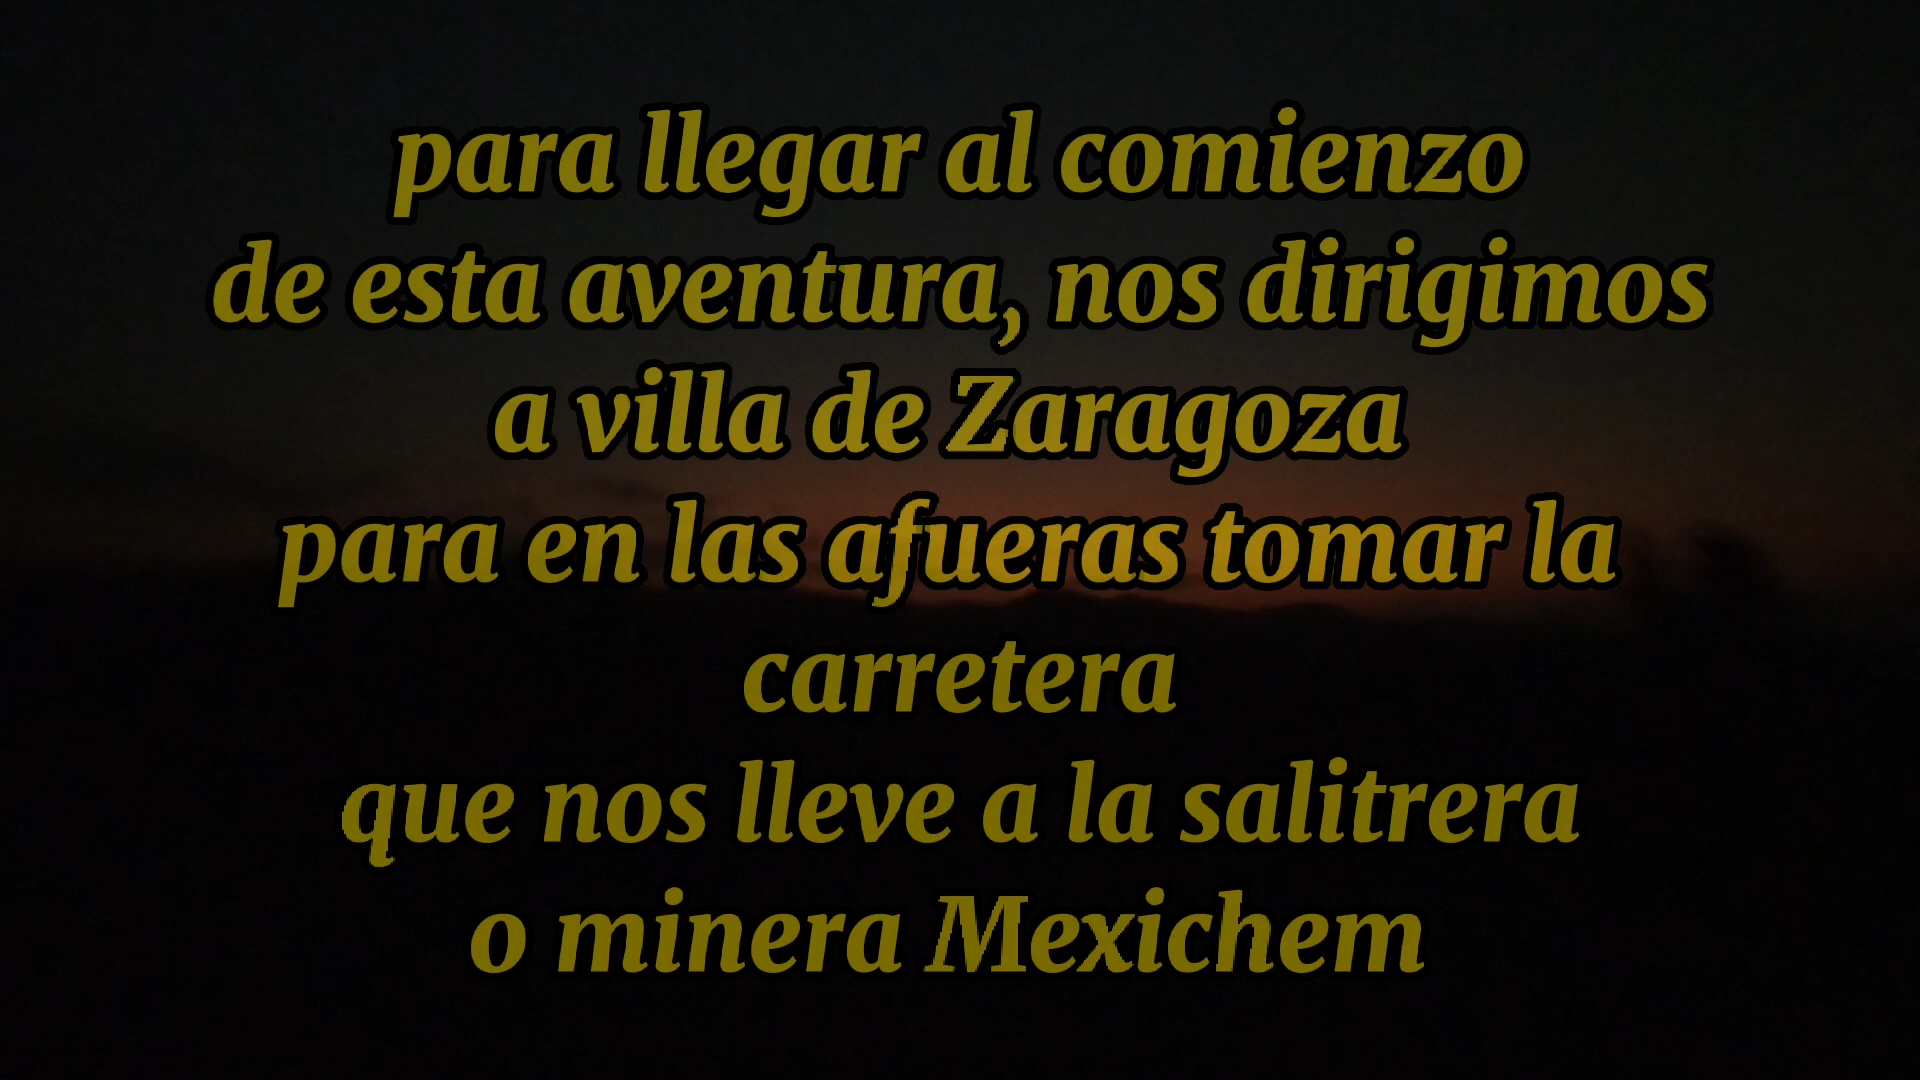 para llegar al comienzo
de esta aventura, nos dirigimos
a villa de Zaragoza
para en las afueras tomar la
carretera
que nos lleve a la salitrera
o minera Mexichem